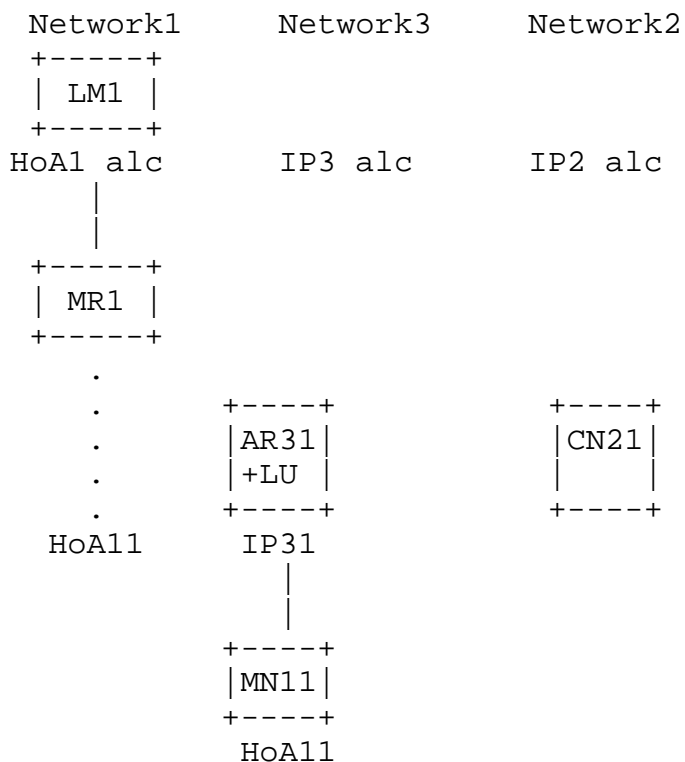 Network1 Network3 Network2
LM1
HoA1 alc IP3 alc IP2 alc
MR1
AR31 CN21
+LU
HoA11 IP31
MN11
HoA11